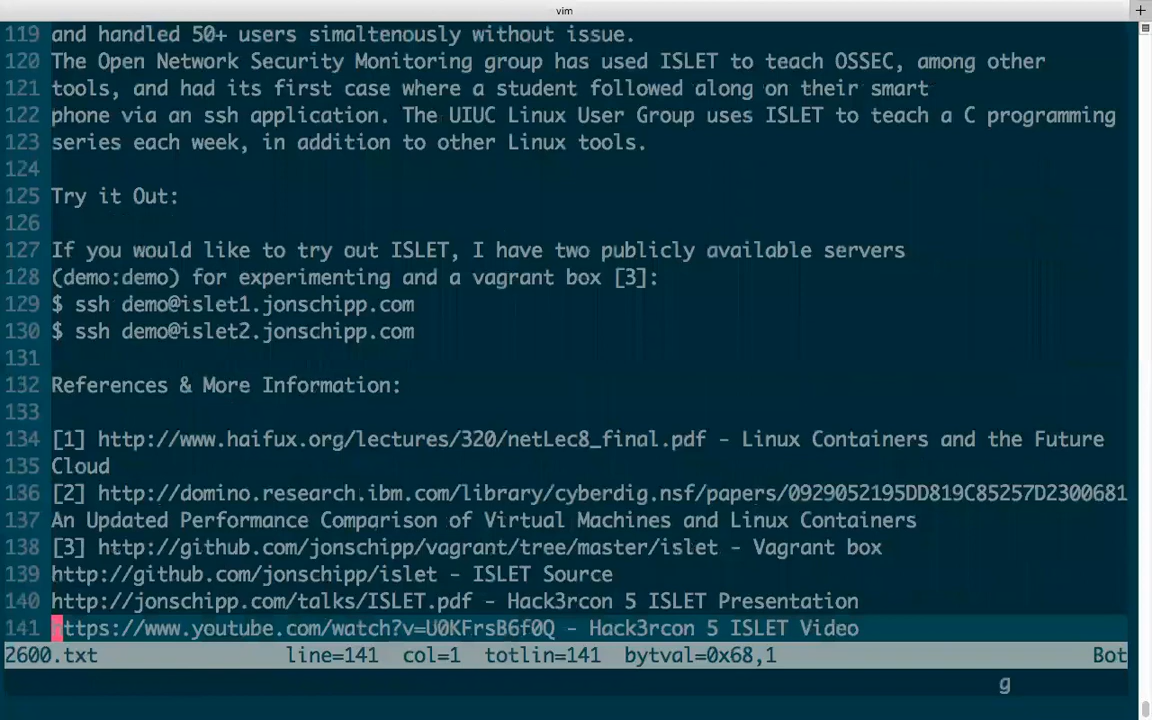 vim
+
119 and handled 50+ users simaltenously without issue.
120 The Open Network Security Monitoring group has used ISLET to teach OSSEC, among other
121 tools, and had its first case where a student followed along on their smart
122 phone via an ssh application. The UIUC Linux User Group uses ISLET to teach a C programming
123 series each week, in addition to other Linux tools.
124
125 Try it Out:
126
127 If you would like to try out ISLET, I have two publicly available servers
128 (demo:demo) for experimenting and a vagrant box [3]:
129 $ ssh demo@islet1.jonschipp.com
130 $ ssh demo@islet2.jonschipp.com
131
132 References & More Information:
133
134 [1] http://www.haifux.org/lectures/320/netLec8_final.pdf - Linux Containers and the Future
135 Cloud
136 [2] http://domino.research.ibm.com/library/cyberdig.nsf/papers/0929052195DD819C85257D2300681
137 An Updated Performance Comparison of Virtual Machines and Linux Containers
138 [3] http://github.com/jonschipp/vagrant/tree/master/islet - Vagrant box
139 http://github.com/jonschipp/islet - ISLET Source
140 http://jonschipp.com/talks/ISLET.pdf - Hack3rcon 5 ISLET Presentation
141 https://www.youtube.com/watch?v=U0KFrsB6f0Q - Hack3rcon 5 ISLET Video
2600.txt line=141 col=1 totlin=141 bytval=0x68,1 Bot
g